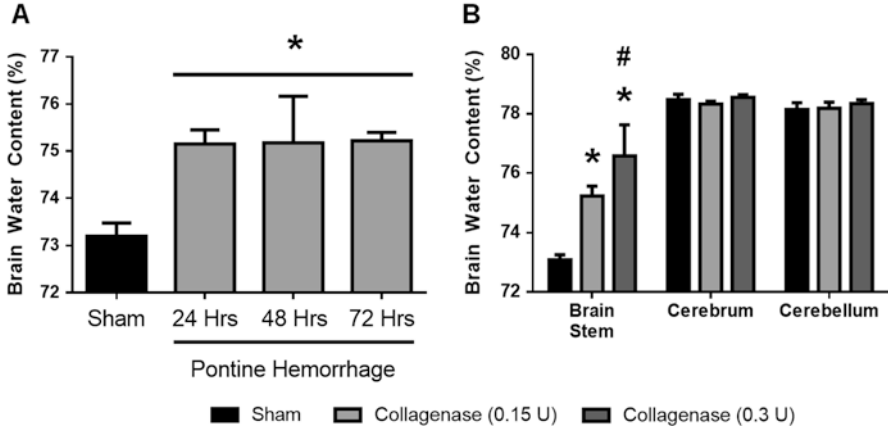 A
Brain Water Content (%)
77
76
75
74
73
72
*
Sham
24 Hrs
48 Hrs
72 Hrs
Pontine Hemorrhage
B
Brain Water Content (%)
80
78
76
74
72
*
#
*
Brain
Stem
Cerebrum
Cerebellum
Sham
Collagenase (0.15 U)
Collagenase (0.3 U)